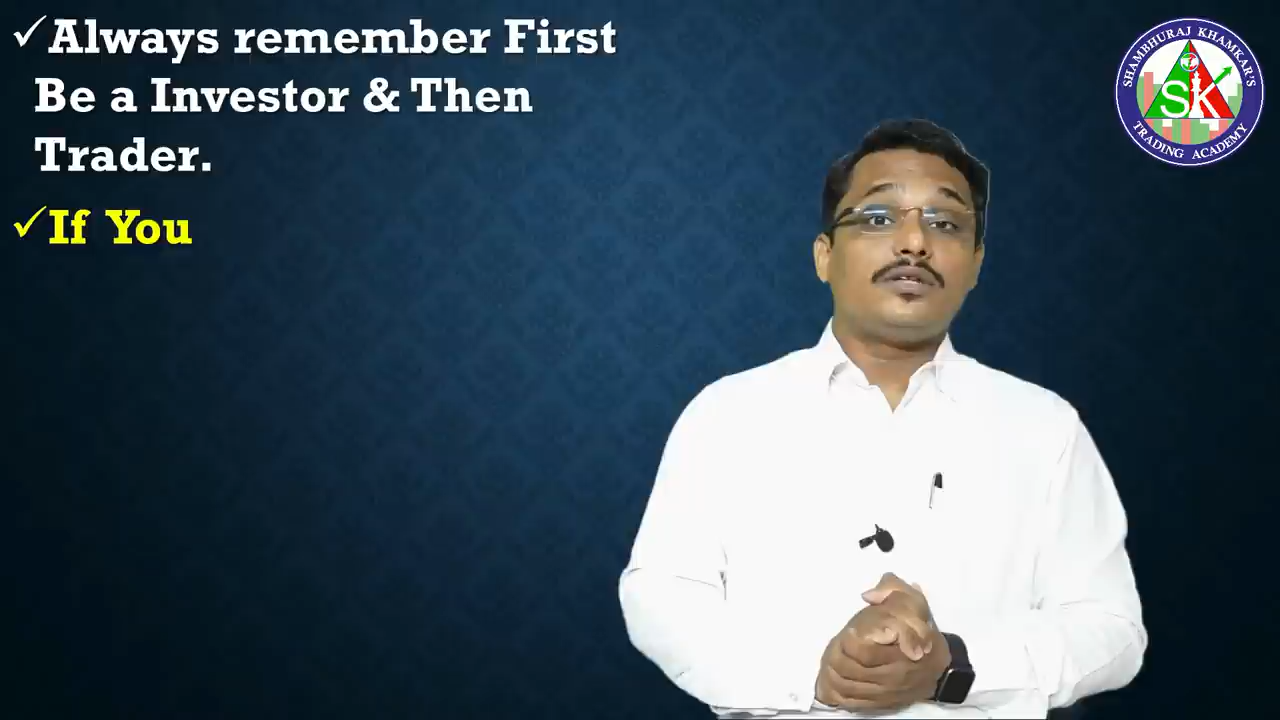 ✓Always remember First
Be a Investor & Then
Trader.
✓If You
SHAMBHURAJ KHAMKAR'S
SK
TRADING ACADEMY